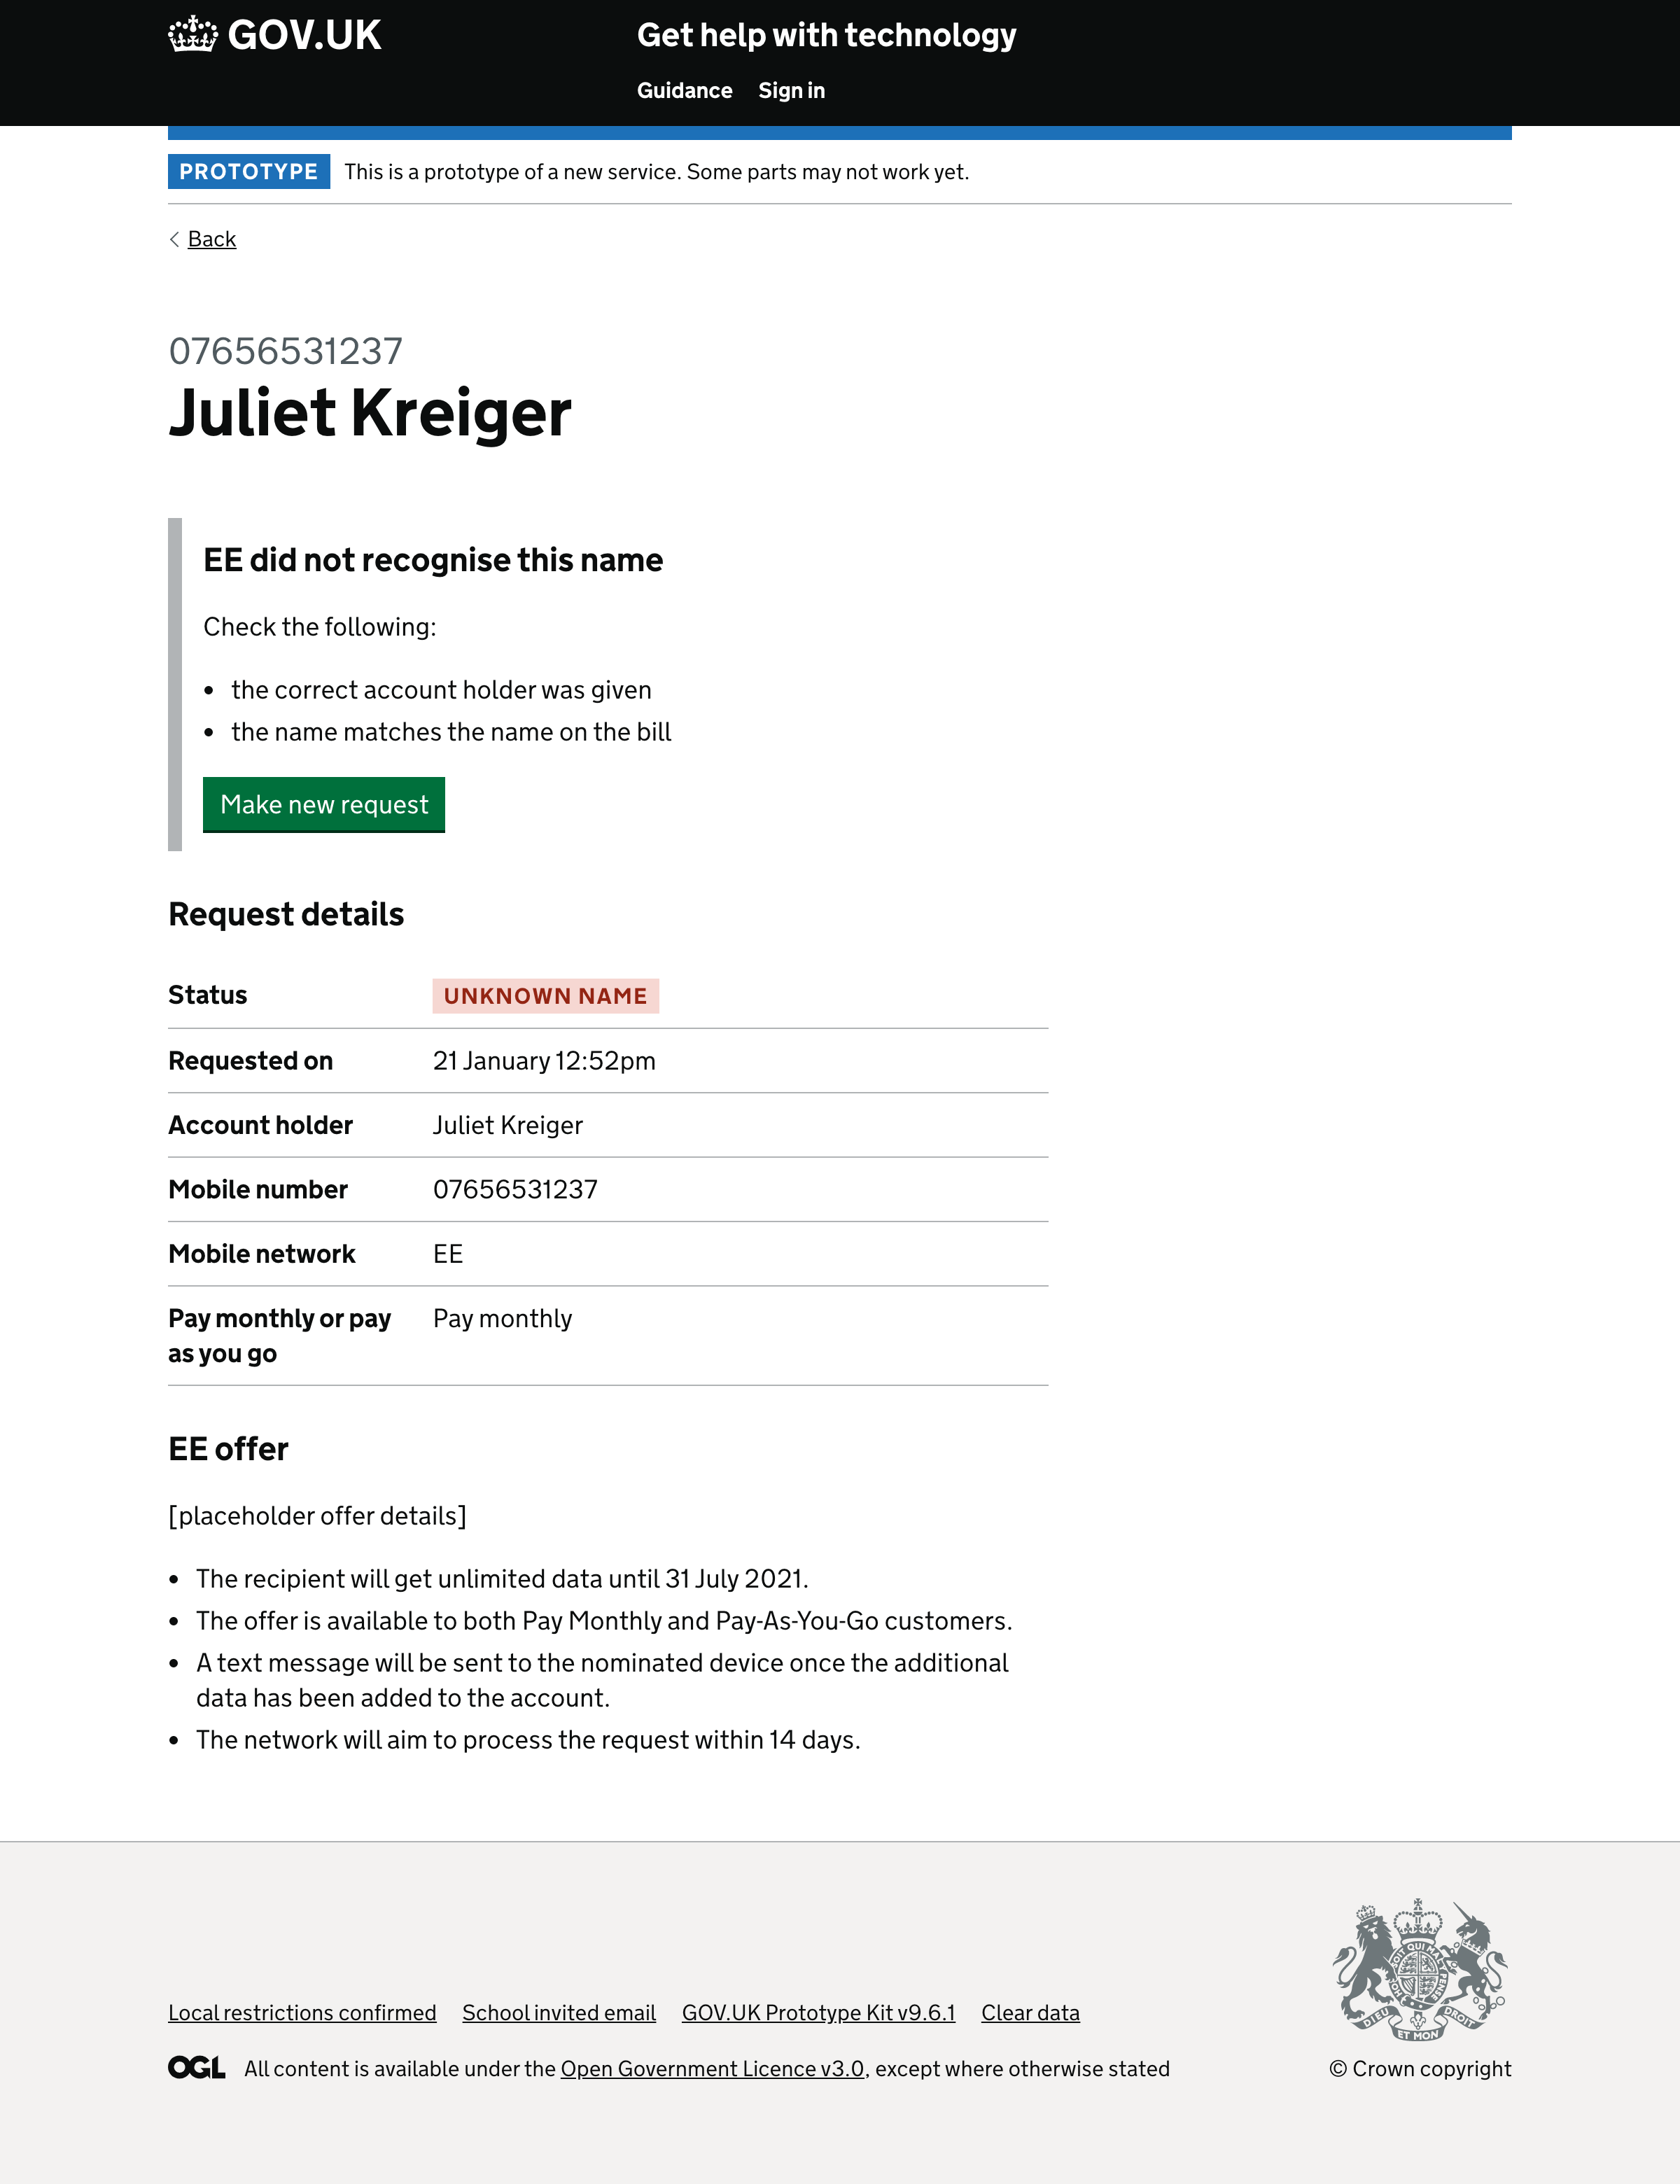 GOV.UK
Get help with technology
Guidance Sign in
PROTOTYPE This is a prototype of a new service. Some parts may not work yet.
Back
07656531237
Juliet Kreiger
EE did not recognise this name
Check the following:
• the correct account holder was given
• the name matches the name on the bill
Make new request
Request details
Status UNKNOWN NAME
Requested on 21 January 12:52pm
Account holder Juliet Kreiger
Mobile number 07656531237
Mobile network EE
Pay monthly or pay Pay monthly
as you go
EE offer
[placeholder offer details]
• The recipient will get unlimited data until 31 July 2021.
• The offer is available to both Pay Monthly and Pay-As-You-Go customers.
• A text message will be sent to the nominated device once the additional
data has been added to the account.
• The network will aim to process the request within 14 days.
Local restrictions confirmed School invited email GOV.UK Prototype Kit v9.6.1 Clear data
OGL All content is available under the Open Government Licence v3.0, except where otherwise stated
DIEU ET MON DROIT
© Crown copyright